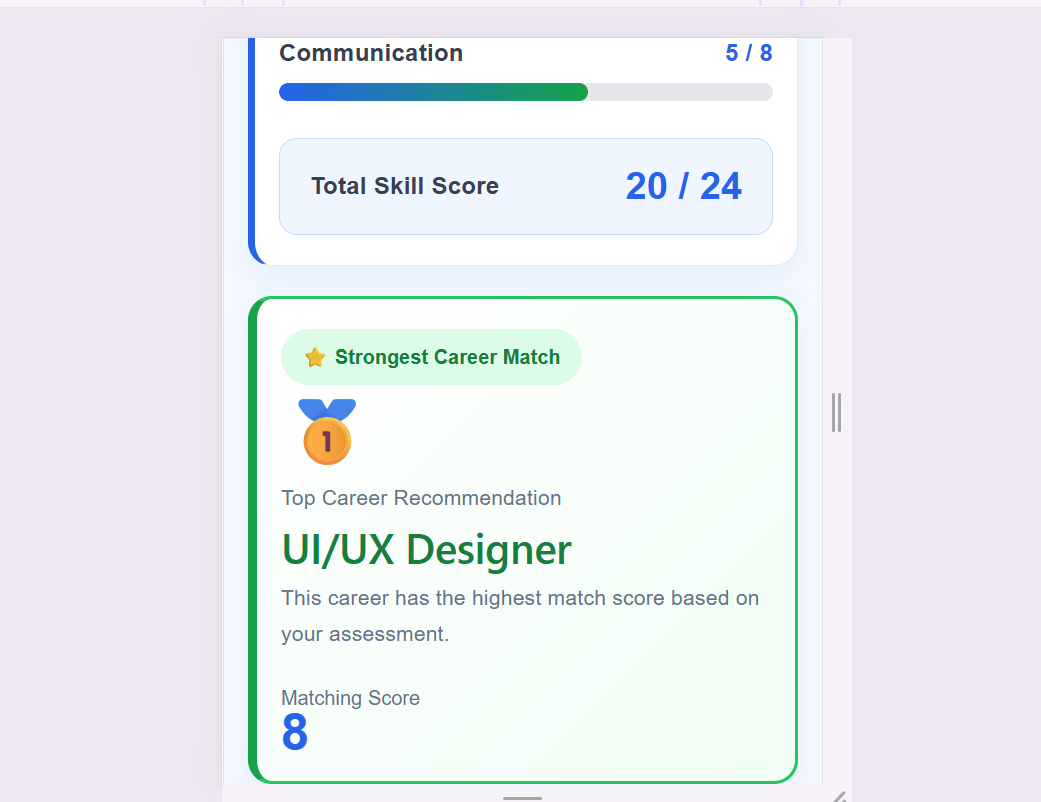 Communication 5 / 8
Total Skill Score 20 / 24
⭐ Strongest Career Match
1
Top Career Recommendation
UI/UX Designer
This career has the highest match score based on
your assessment.
Matching Score
8